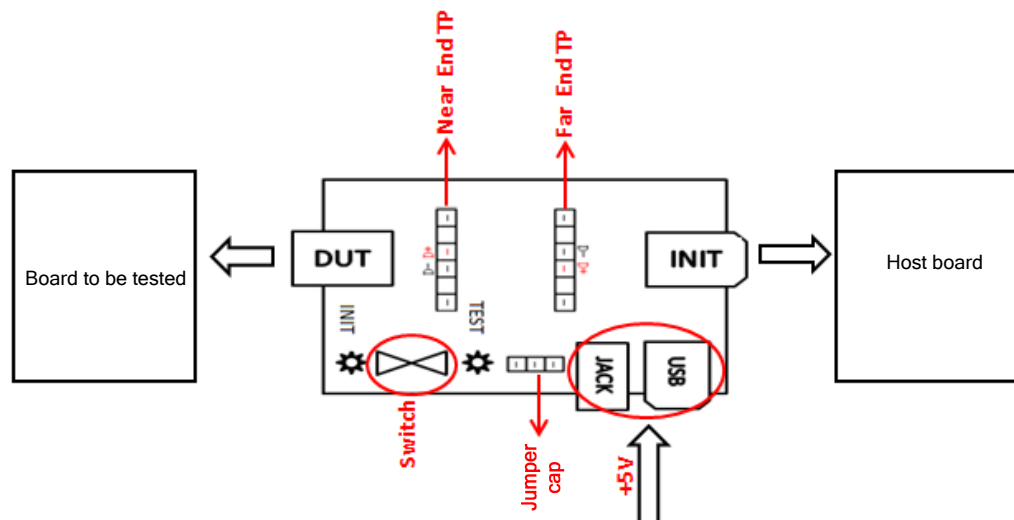 Near End TP
Far End TP
Board to be tested
DUT
D+
D-
D-
D+
INIT
Host board
INIT
TEST
JACK
USB
Switch
Jumper
cap
+5V